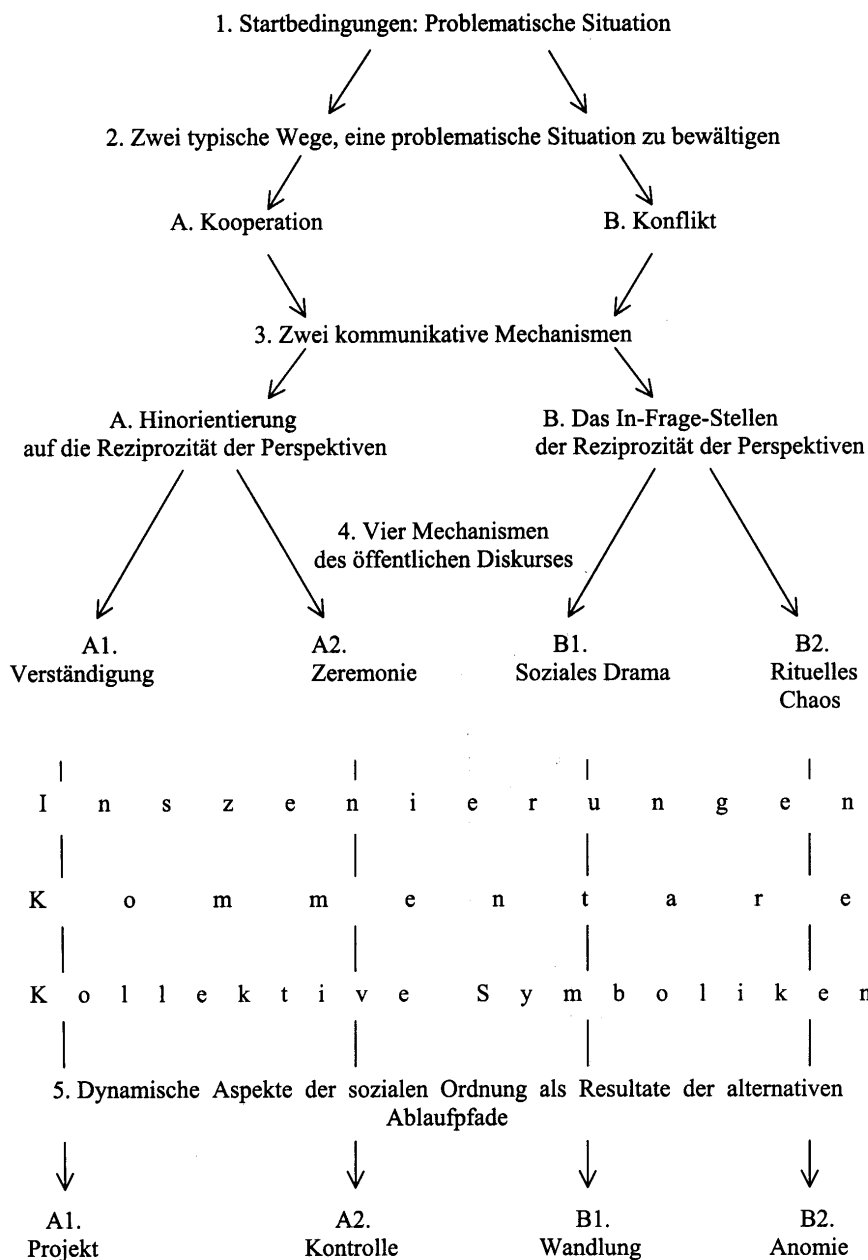 1. Startbedingungen: Problematische Situation
2. Zwei typische Wege, eine problematische Situation zu bewältigen
A. Kooperation
B. Konflikt
3. Zwei kommunikative Mechanismen
A. Hinorientierung
auf die Reziprozität der Perspektiven
B. Das In-Frage-Stellen
der Reziprozität der Perspektiven
4. Vier Mechanismen
des öffentlichen Diskurses
A1.
Verständigung
A2.
Zeremonie
B1.
Soziales Drama
B2.
Rituelles
Chaos
I n s z e n i e r u n g e n
K o m m e n t a r e
K o l l e k t i v e S y m b o l i k e n
5. Dynamische Aspekte der sozialen Ordnung als Resultate der alternativen
Ablaufpfade
A1.
Projekt
A2.
Kontrolle
B1.
Wandlung
B2.
Anomie